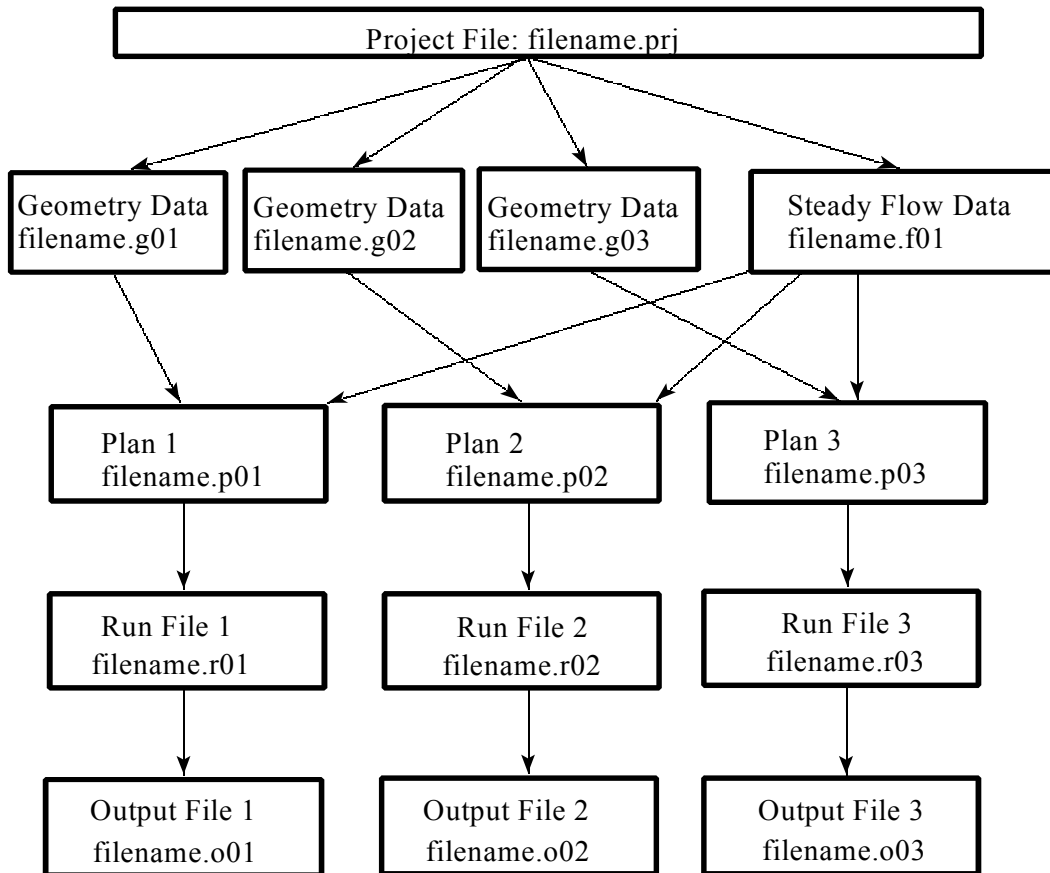 Project File: filename.prj
Geometry Data
filename.g01
Geometry Data
filename.g02
Geometry Data
filename.g03
Steady Flow Data
filename.f01
Plan 1
filename.p01
Plan 2
filename.p02
Plan 3
filename.p03
Run File 1
filename.r01
Run File 2
filename.r02
Run File 3
filename.r03
Output File 1
filename.o01
Output File 2
filename.o02
Output File 3
filename.o03